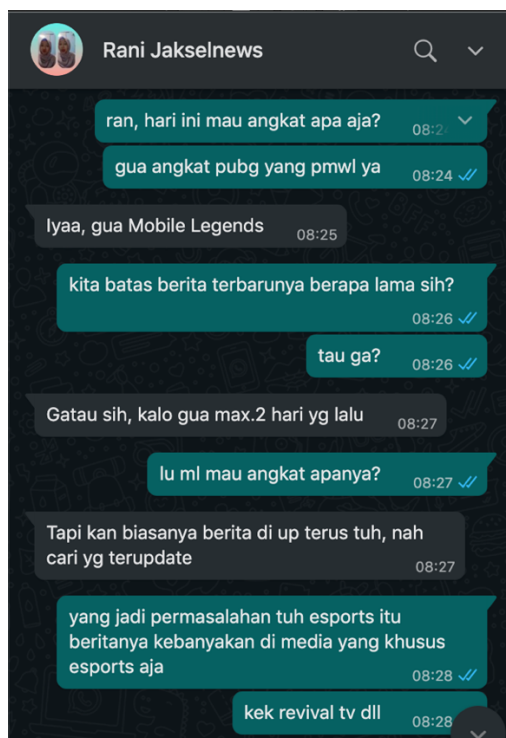 Rani Jakselnews
ran, hari ini mau angkat apa aja?
08:2
gua angkat pubg yang pmwl ya
08:24
Iyaa, gua Mobile Legends
08:25
kita batas berita terbarunya berapa lama sih?
08:26
tau ga?
08:26
Gatau sih, kalo gua max.2 hari yg lalu
08:27
lu ml mau angkat apanya?
08:27
Tapi kan biasanya berita di up terus tuh, nah
cari yg terupdate
08:27
yang jadi permasalahan tuh esports itu
beritanya kebanyakan di media yang khusus
esports aja
08:28
kek revival tv dll
08:28